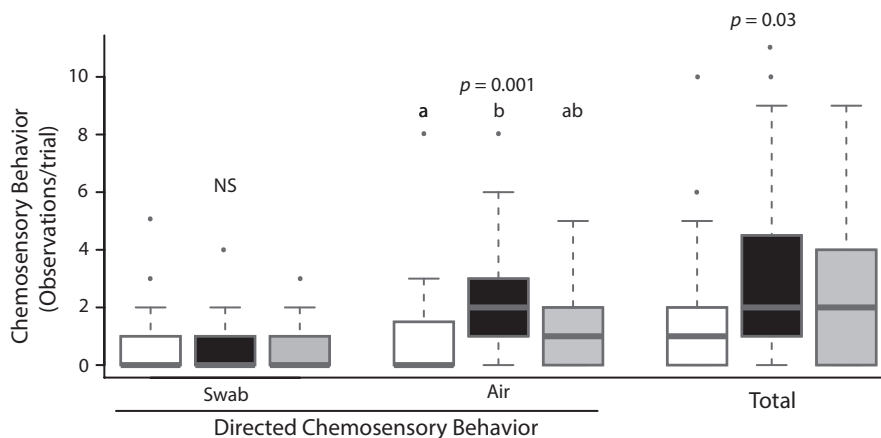 p = 0.03
p = 0.001
a b ab
NS
Chemosensory Behavior
(Observations/trial)
10
8
6
4
2
0
Swab Air Total
Directed Chemosensory Behavior